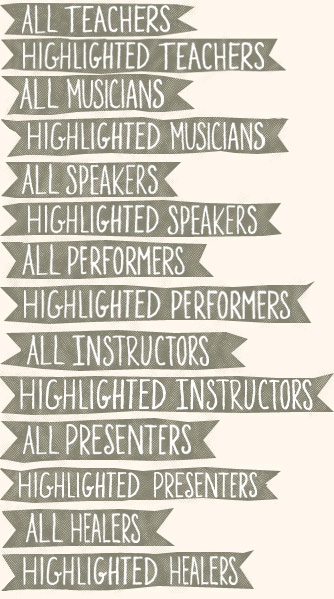 ALL TEACHERS
HIGHLIGHTED TEACHERS
ALL MUSICIANS
HIGHLIGHTED MUSICIANS
ALL SPEAKERS
HIGHLIGHTED SPEAKERS
ALL PERFORMERS
HIGHLIGHTED PERFORMERS
ALL INSTRUCTORS
HIGHLIGHTED INSTRUCTORS
ALL PRESENTERS
HIGHLIGHTED PRESENTERS
ALL HEALERS
HIGHLIGHTED HEALERS